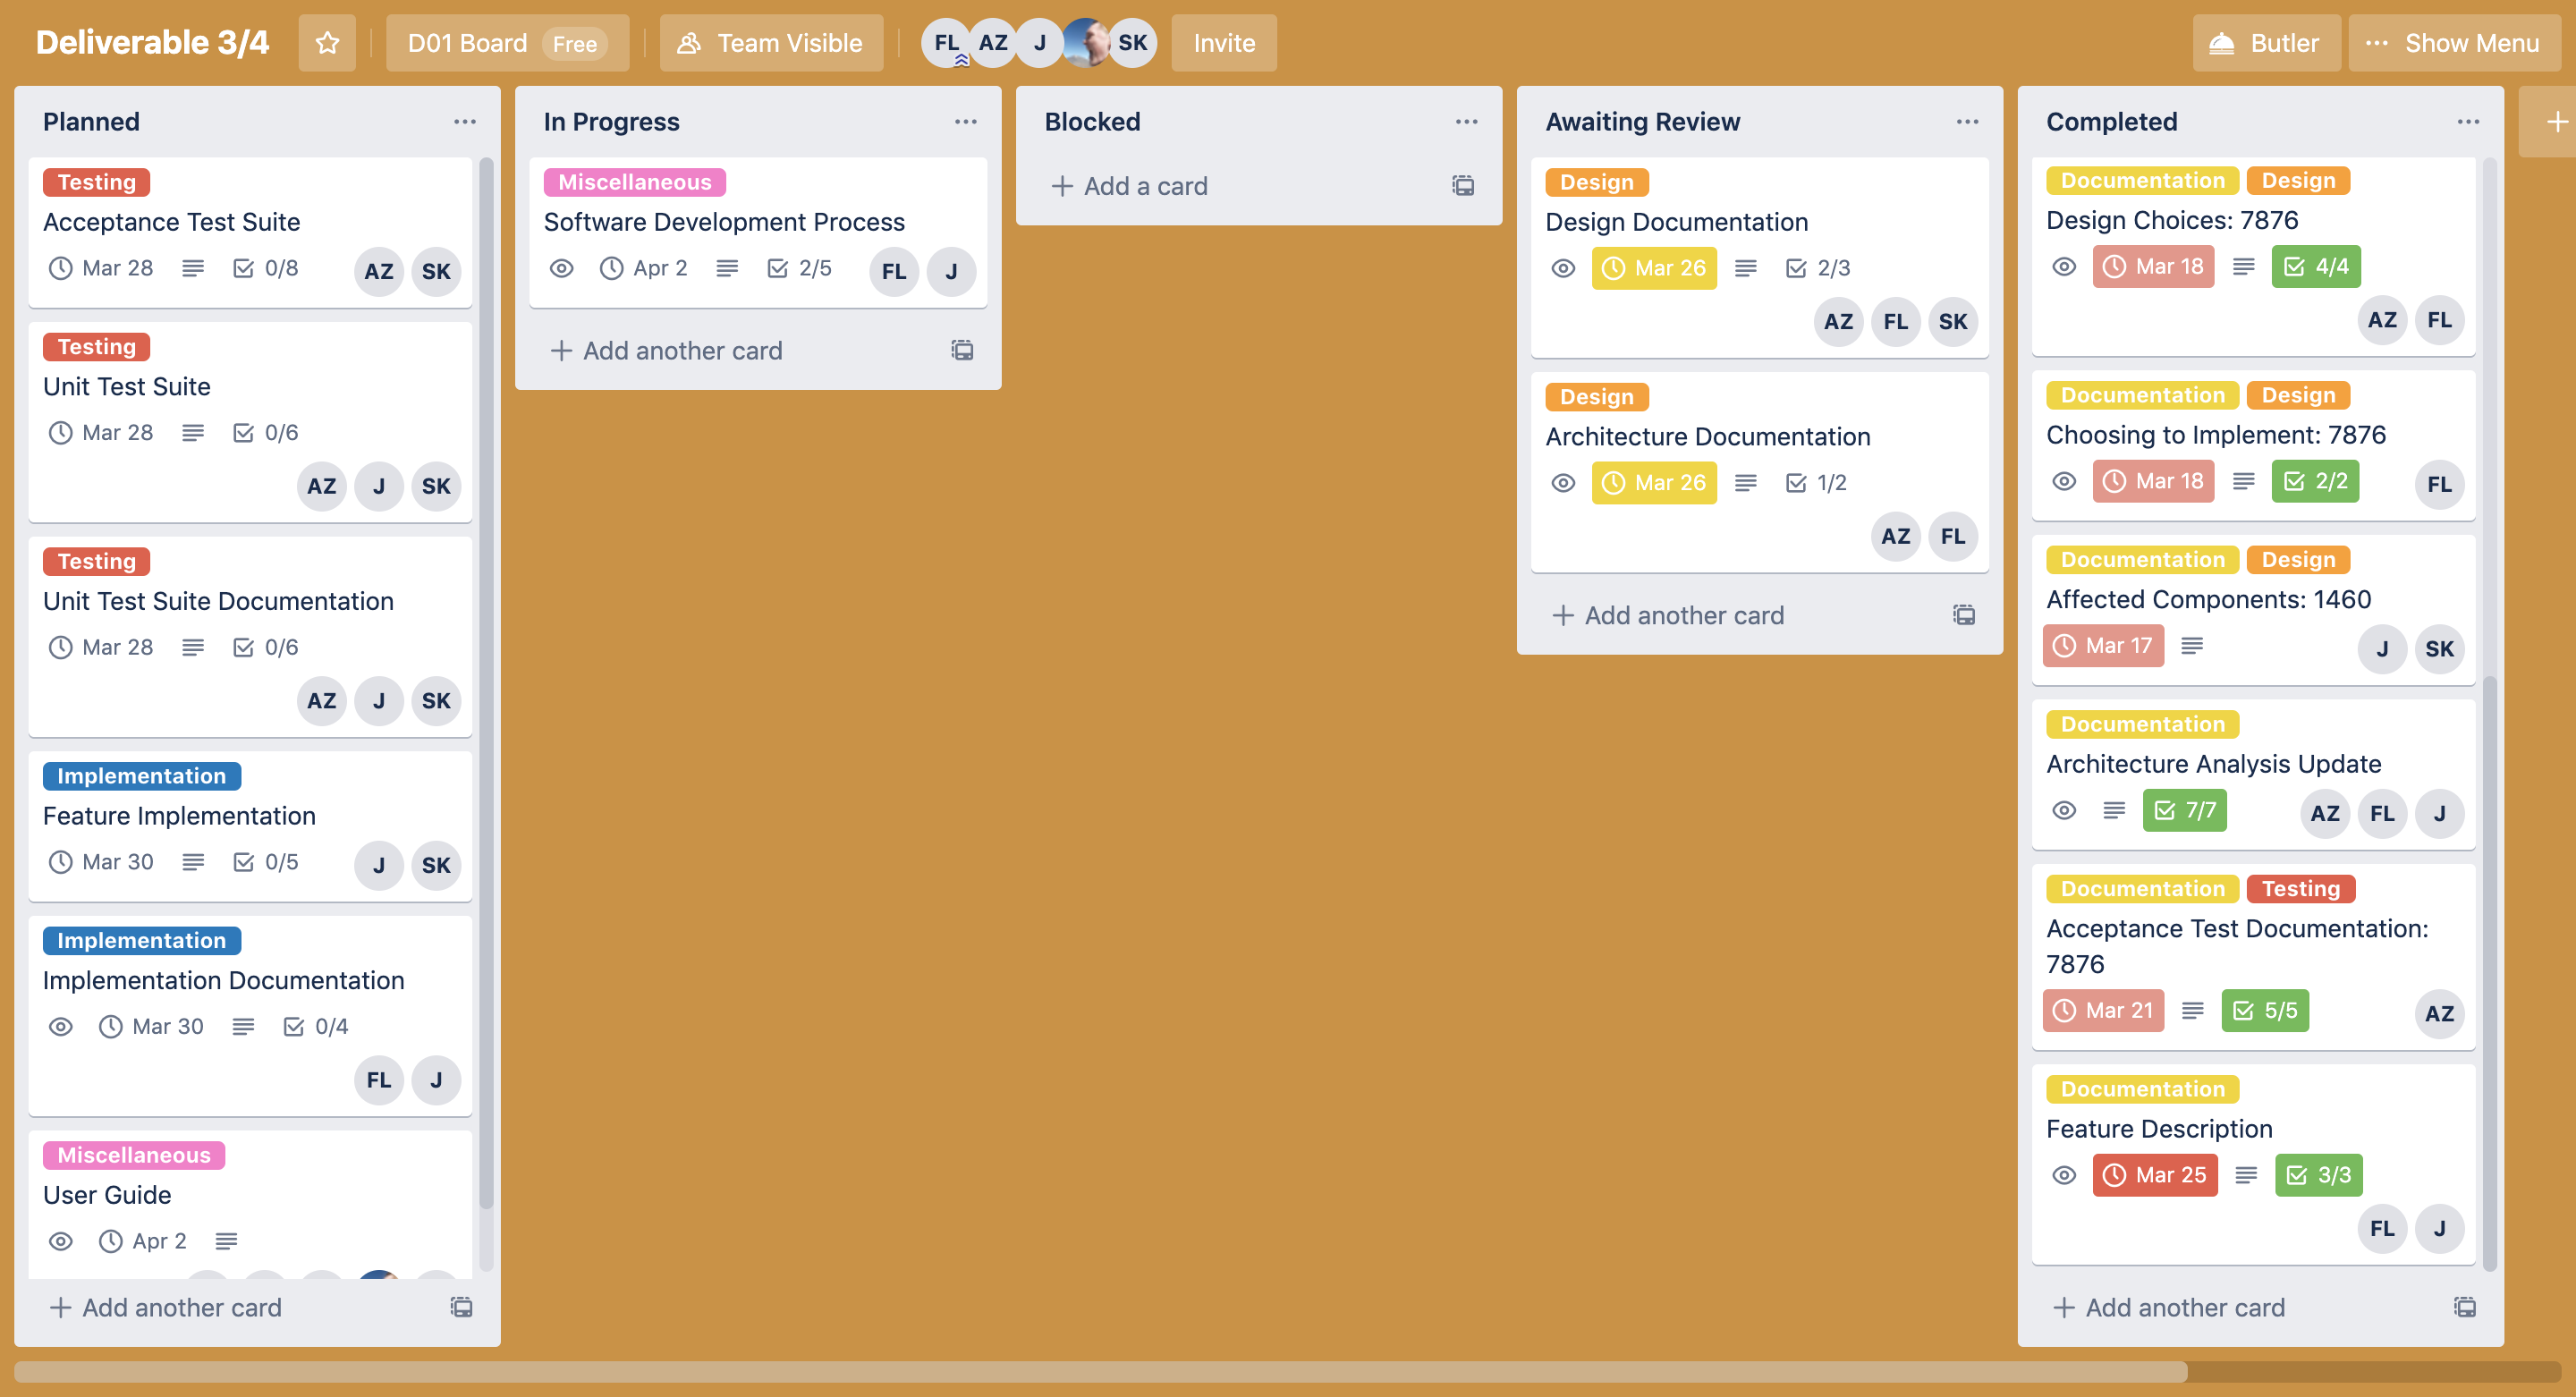 Deliverable 3/4
D01 Board Free
Team Visible
FL AZ J SK
Invite
Butler
Show Menu
Planned
Testing
Acceptance Test Suite
Mar 28 0/8 AZ SK
Testing
Unit Test Suite
Mar 28 0/6
AZ J SK
Testing
Unit Test Suite Documentation
Mar 28 0/6
AZ J SK
Implementation
Feature Implementation
Mar 30 0/5 J SK
Implementation
Implementation Documentation
Mar 30 0/4
FL J
Miscellaneous
User Guide
Apr 2
Add another card
In Progress
Miscellaneous
Software Development Process
Apr 2 2/5 FL J
Add another card
Blocked
Add a card
Awaiting Review
Design
Design Documentation
Mar 26 2/3
AZ FL SK
Design
Architecture Documentation
Mar 26 1/2
AZ FL
Add another card
Completed
Documentation Design
Design Choices: 7876
Mar 18 4/4
AZ FL
Documentation Design
Choosing to Implement: 7876
Mar 18 2/2 FL
Documentation Design
Affected Components: 1460
Mar 17 J SK
Documentation
Architecture Analysis Update
7/7 AZ FL J
Documentation Testing
Acceptance Test Documentation:
7876
Mar 21 5/5 AZ
Documentation
Feature Description
Mar 25 3/3
FL J
Add another card